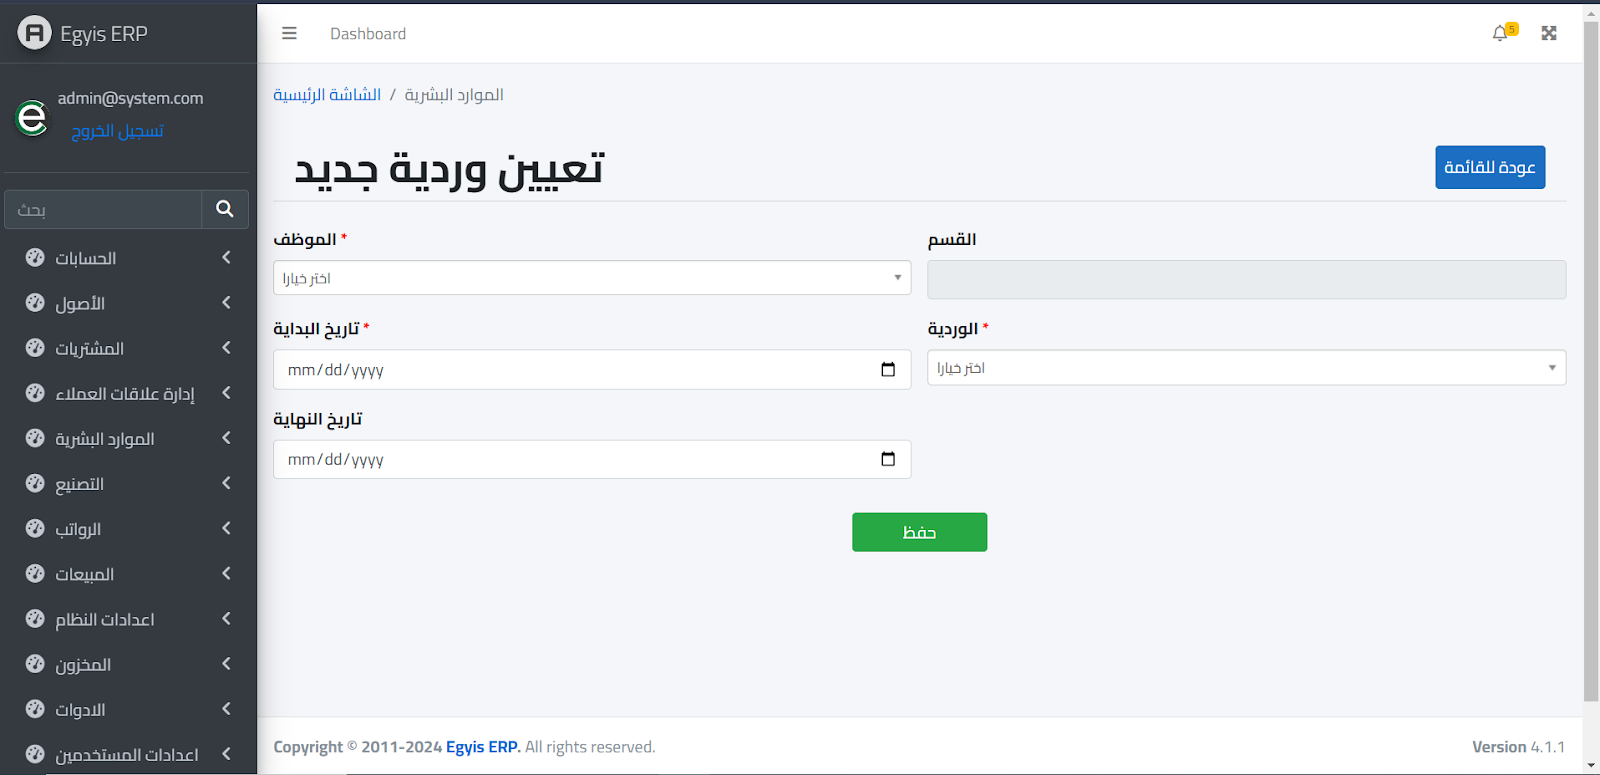 Egyis ERP
admin@system.com
تسجيل الخروج
بحث
الحسابات
الأصول
المشتريات
إدارة علاقات العملاء
الموارد البشرية
التصنيع
الرواتب
المبيعات
اعدادات النظام
المخزون
الادوات
اعدادات المستخدمين
Dashboard
5
الشاشة الرئيسية / الموارد البشرية
تعيين وردية جديد
عودة للقائمة
الموظف *
اختر خيارا
القسم
تاريخ البداية *
mm/dd/yyyy
الوردية *
اختر خيارا
تاريخ النهاية
mm/dd/yyyy
حفظ
Copyright © 2011-2024 Egyis ERP. All rights reserved.
Version 4.1.1